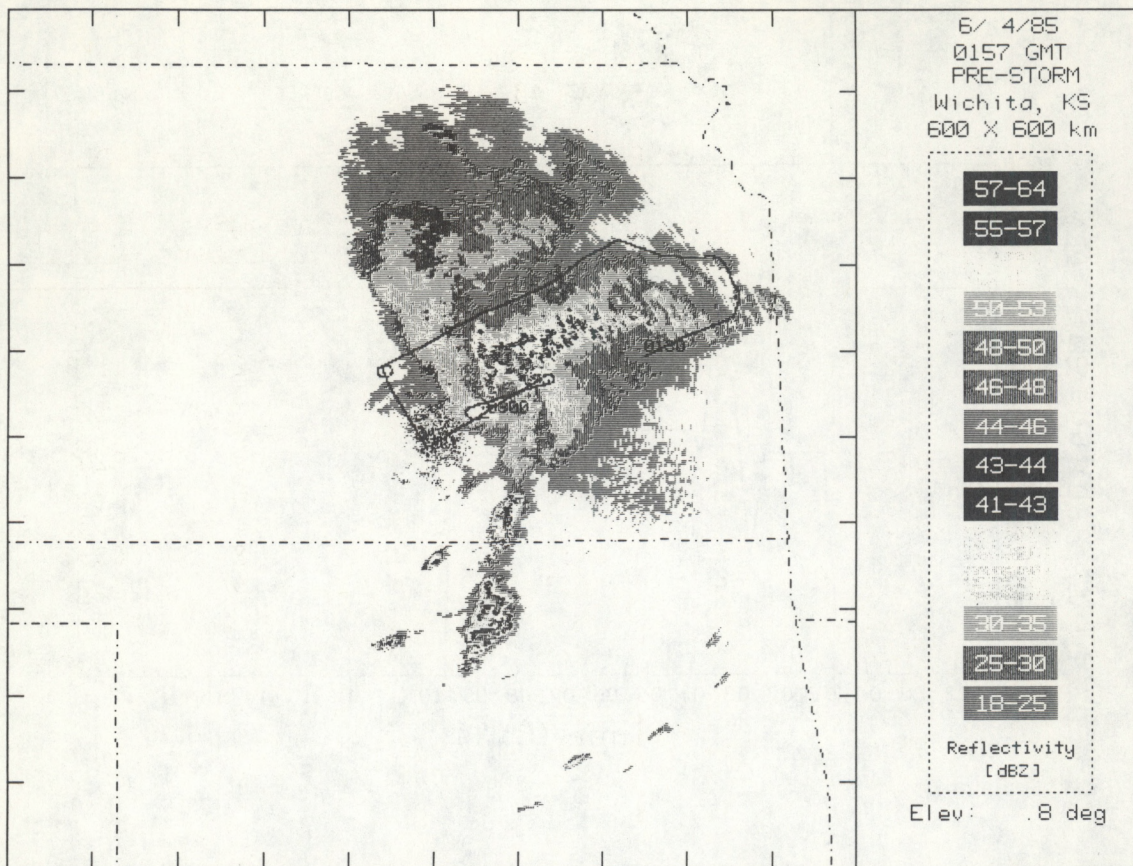 6/ 4/85
0157 GMT
PRE-STORM
Wichita, KS
600 X 600 km
57-64
55-57
50-53
48-50
46-48
44-46
43-44
41-43
30-35
25-30
18-25
Reflectivity
[dBZ]
Elev: .8 deg
0300